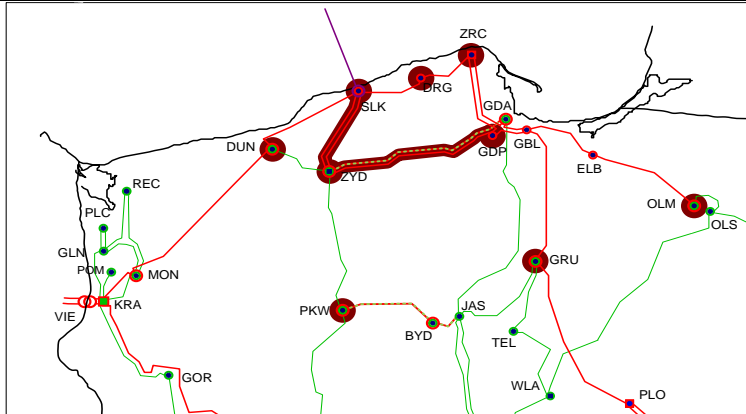 ZRC
DRG
SLK
GDA
DUN
GDP
GBL
ELB
ZYD
REC
OLM
PLC
OLS
GLN
POM
MON
GRU
VIE
KRA
PKW
JAS
BYD
TEL
GOR
WLA
PLO